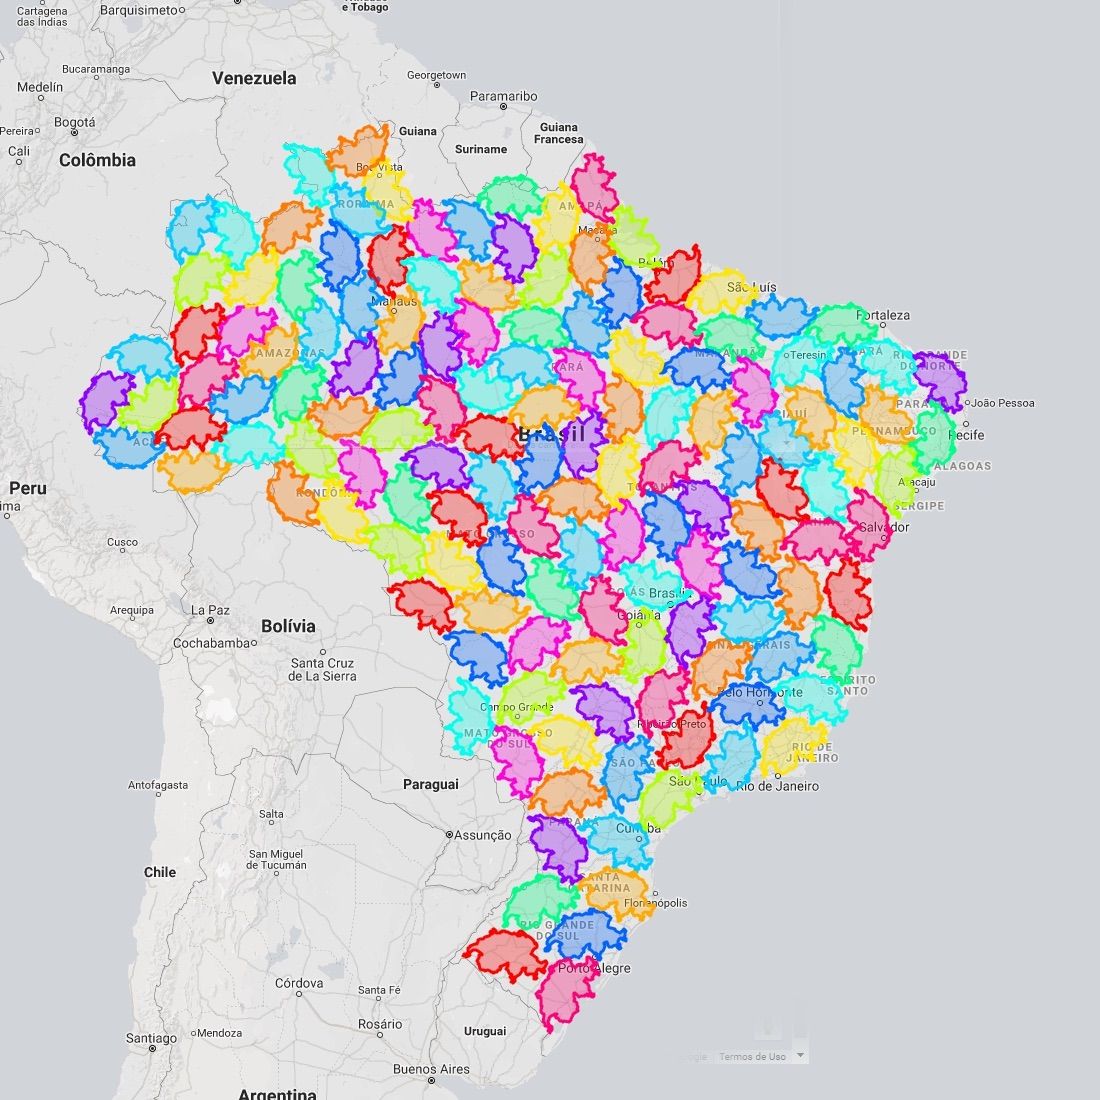 Cartagena
das Índias
Barquisimeto
e Tobago
Bucaramanga
Venezuela
Georgetown
Medellín
Paramaribo
Pereira
Bogotá
Guiana
Guiana
Francesa
Cali
Colômbia
Suriname
Boa Vista
RORAIMA
AMAPÁ
Macapá
Belém
São Luís
Manaus
Fortaleza
AMAZONAS
MARANHÃO
Teresin
CEARÁ
RIO GRANDE
DO NORTE
PARÁ
PARA
João Pessoa
PIAUÍ
PERNAMBUCO
Recife
ACRE
Brasil
ALAGOAS
Peru
TOCANTINS
Aracaju
RONDÔN
SERGIPE
ima
Salvador
MATO GROSSO
Cusco
GOIÁS
Brasília
Arequipa
La Paz
Goiânia
Bolívia
Cochabamba
MINAS GERAIS
Santa Cruz
de La Sierra
ESPÍRITO
SANTO
Belo Horizonte
Campo Grande
Ribeirão Preto
MATO GROSSO
DO SUL
RIO DE
JANEIRO
SÃO PAULO
Antofagasta
Paraguai
São Paulo
Rio de Janeiro
Salta
PARANÁ
Assunção
Curitiba
San Miguel
de Tucumán
Chile
SANTA
CATARINA
Florianópolis
RIO GRANDE
DO SUL
Porto Alegre
Córdova
Santa Fé
Rosário
Uruguai
Mendoza
Santiago
Termos de Uso
Buenos Aires
Argentina